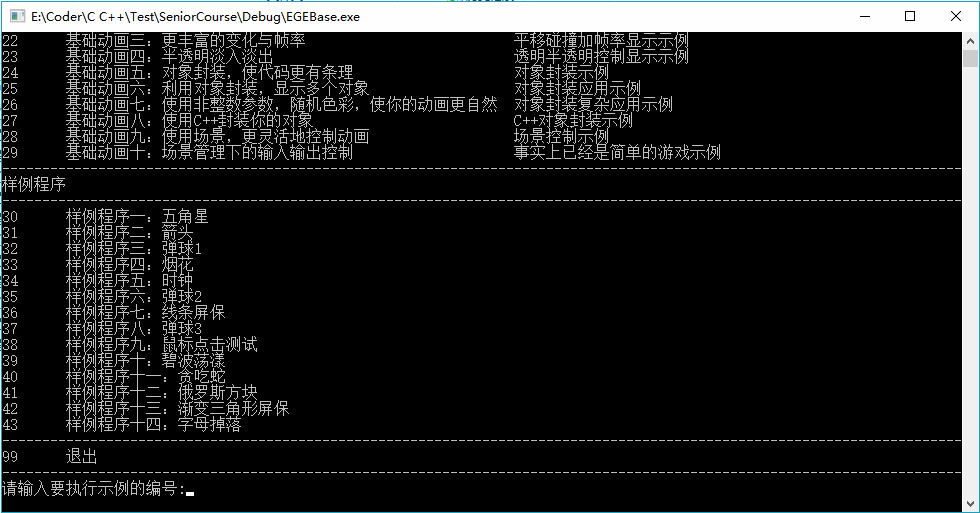 E:\Coder\C C++\Test\SeniorCourse\Debug\EGEBase.exe
22 基础动画三：更丰富的变化与帧率 平移碰撞加帧率显示示例
23 基础动画四：半透明淡入淡出 透明半透明控制显示示例
24 基础动画五：对象封装，使代码更有条理 对象封装示例
25 基础动画六：利用对象封装，显示多个对象 对象封装应用示例
26 基础动画七：使用非整数参数，随机色彩，使你的动画更自然 对象封装复杂应用示例
27 基础动画八：使用C++封装你的对象 C++对象封装示例
28 基础动画九：使用场景，更灵活地控制动画 场景控制示例
29 基础动画十：场景管理下的输入输出控制 事实上已经是简单的游戏示例
样例程序
30 样例程序一：五角星
31 样例程序二：箭头
32 样例程序三：弹球1
33 样例程序四：烟花
34 样例程序五：时钟
35 样例程序六：弹球2
36 样例程序七：线条屏保
37 样例程序八：弹球3
38 样例程序九：鼠标点击测试
39 样例程序十：碧波荡漾
40 样例程序十一：贪吃蛇
41 样例程序十二：俄罗斯方块
42 样例程序十三：渐变三角形屏保
43 样例程序十四：字母掉落
99 退出
请输入要执行示例的编号: